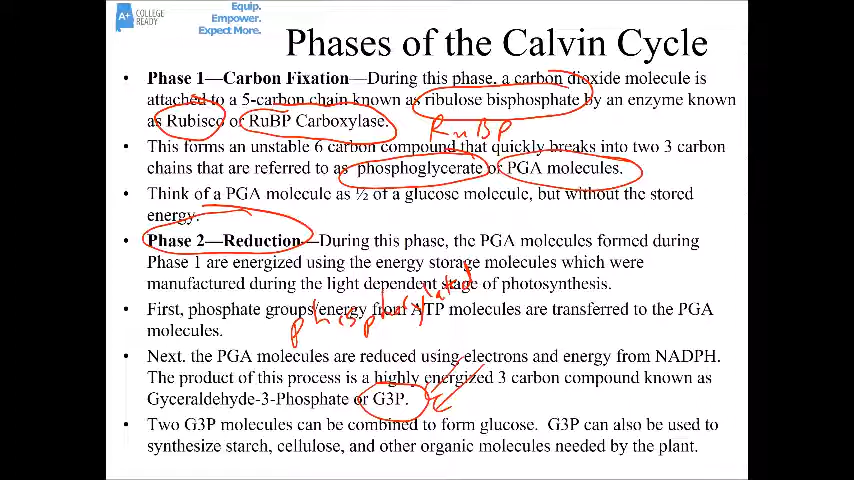 A+ COLLEGE READY
Equip.
Empower.
Expect More.
Phases of the Calvin Cycle
• Phase 1—Carbon Fixation—During this phase, a carbon dioxide molecule is
attached to a 5-carbon chain known as ribulose bisphosphate by an enzyme known
as Rubisco or RuBP Carboxylase.
RuBP
• This forms an unstable 6 carbon compound that quickly breaks into two 3 carbon
chains that are referred to as phosphoglycerate or PGA molecules.
• Think of a PGA molecule as ½ of a glucose molecule, but without the stored
energy.
• Phase 2—Reduction—During this phase, the PGA molecules formed during
Phase 1 are energized using the energy storage molecules which were
manufactured during the light dependent stage of photosynthesis.
phosphorylated
• First, phosphate groups/energy from ATP molecules are transferred to the PGA
molecules.
• Next, the PGA molecules are reduced using electrons and energy from NADPH.
The product of this process is a highly energized 3 carbon compound known as
Gyceraldehyde-3-Phosphate or G3P.
• Two G3P molecules can be combined to form glucose. G3P can also be used to
synthesize starch, cellulose, and other organic molecules needed by the plant.